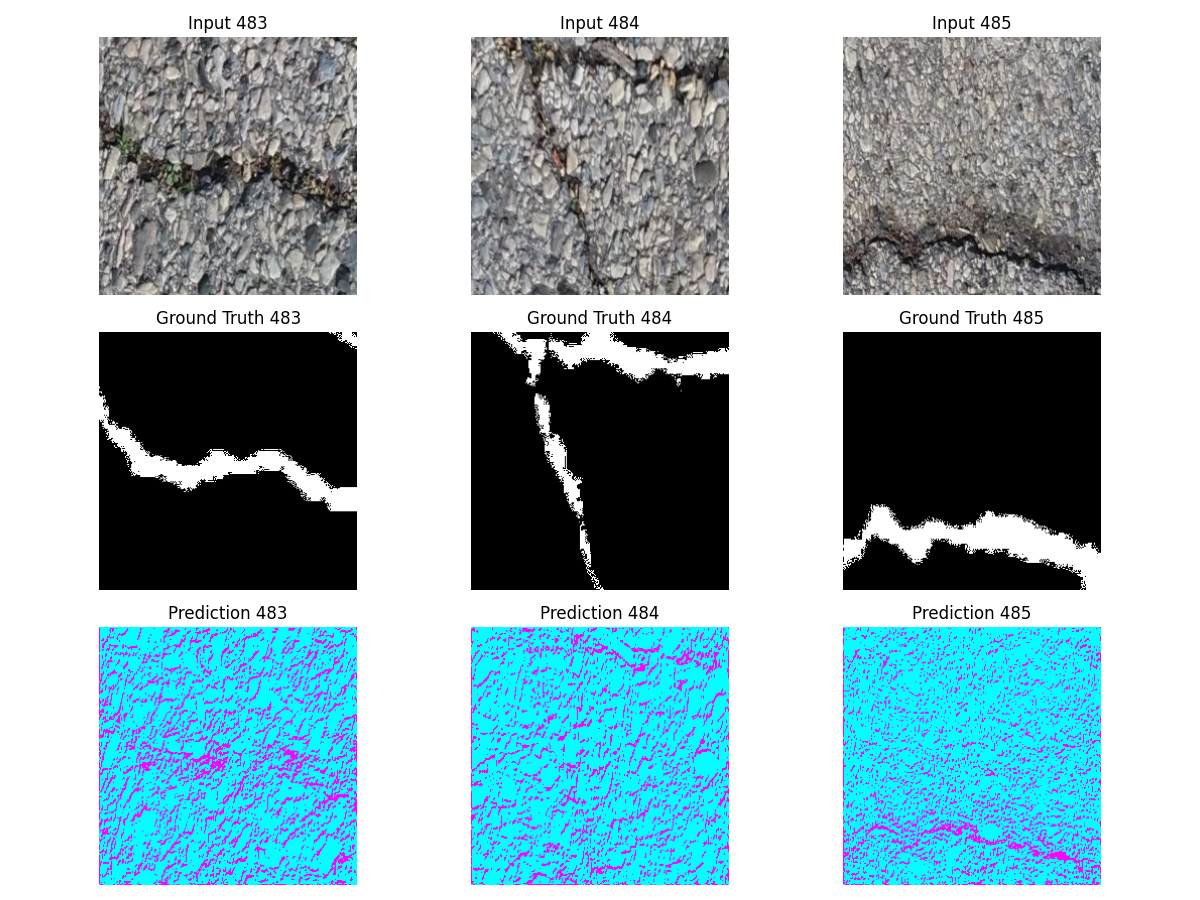 Input 483
Input 484
Input 485
Ground Truth 483
Ground Truth 484
Ground Truth 485
Prediction 483
Prediction 484
Prediction 485